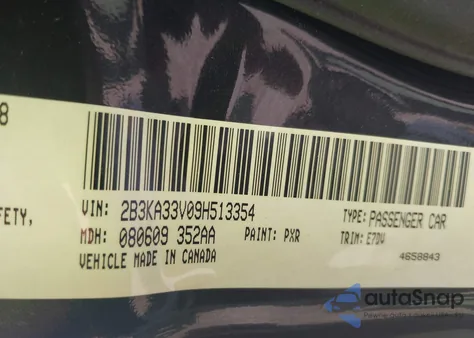 8
FETY,
VIN: 2B3KA33V09H513354 TYPE: PASSENGER CAR
MDH: 080609 352AA PAINT: PXR TRIM: E7DV
VEHICLE MADE IN CANADA 4658843
autoSnap